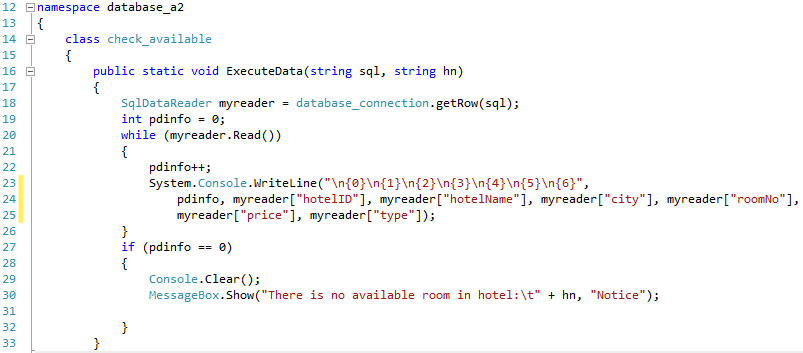 12 namespace database_a2
13 {
14     class check_available
15     {
16         public static void ExecuteData(string sql, string hn)
17         {
18             SqlDataReader myreader = database_connection.getRow(sql);
19             int pdinfo = 0;
20             while (myreader.Read())
21             {
22                 pdinfo++;
23                 System.Console.WriteLine("\n{0}\n{1}\n{2}\n{3}\n{4}\n{5}\n{6}",
24                     pdinfo, myreader["hotelID"], myreader["hotelName"], myreader["city"], myreader["roomNo"],
25                     myreader["price"], myreader["type"]);
26             }
27             if (pdinfo == 0)
28             {
29                 Console.Clear();
30                 MessageBox.Show("There is no available room in hotel:\t" + hn, "Notice");
31
32             }
33         }